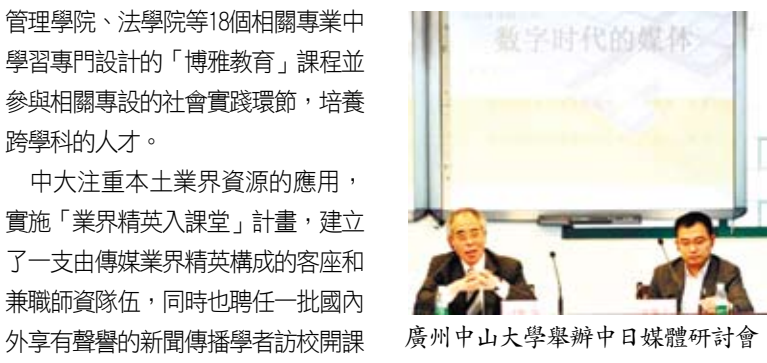 管理學院、法學院等18個相關專業中
學習專門設計的「博雅教育」課程並
參與相關專設的社會實踐環節，培養
跨學科的人才。
中大注重本土業界資源的應用，
實施「業界精英入課堂」計畫，建立
了一支由傳媒業界精英構成的客座和
兼職師資隊伍，同時也聘任一批國內
外享有聲譽的新聞傳播學者訪校開課
数字时代的媒体
廣州中山大學舉辦中日媒體研討會